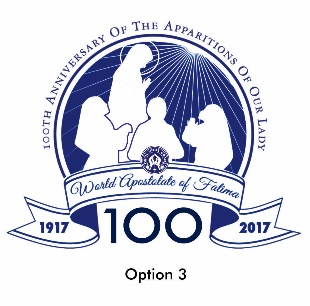 100th Anniversary Of The Apparitions Of Our Lady
World Apostolate of Fatima
1917 100 2017
Option 3